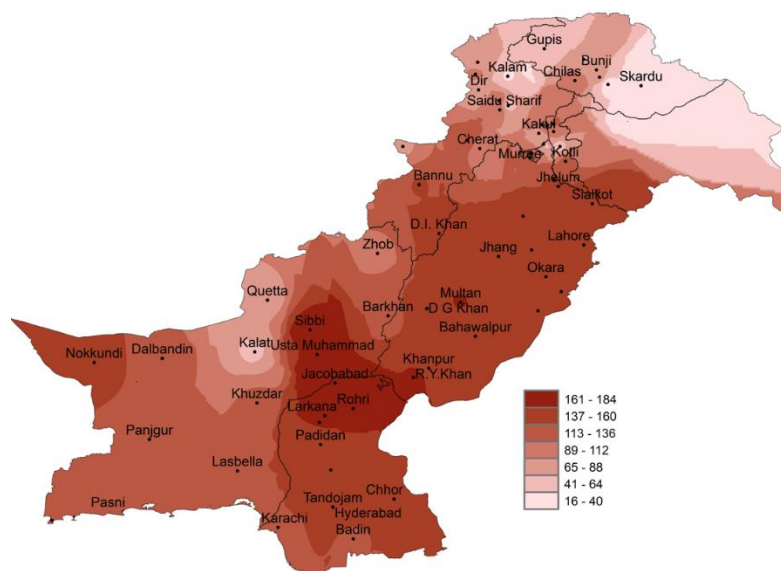 Gupis
Kalam
Chilas
Bunji
Skardu
Dir
Saidu Sharif
Kakul
Cherat
Murree
Kotli
Bannu
Jhelum
Sialkot
D.I. Khan
Zhob
Jhang
Lahore
Okara
Quetta
Multan
D G Khan
Barkhan
Sibbi
Bahawalpur
Nokkundi
Dalbandin
Kalat
Usta Muhammad
Khanpur
R.Y.Khan
Jacobabad
Khuzdar
Larkana
Rohri
Panjgur
Padidan
Lasbella
Pasni
Tandojam
Chhor
Hyderabad
Karachi
Badin
161 - 184
137 - 160
113 - 136
89 - 112
65 - 88
41 - 64
16 - 40